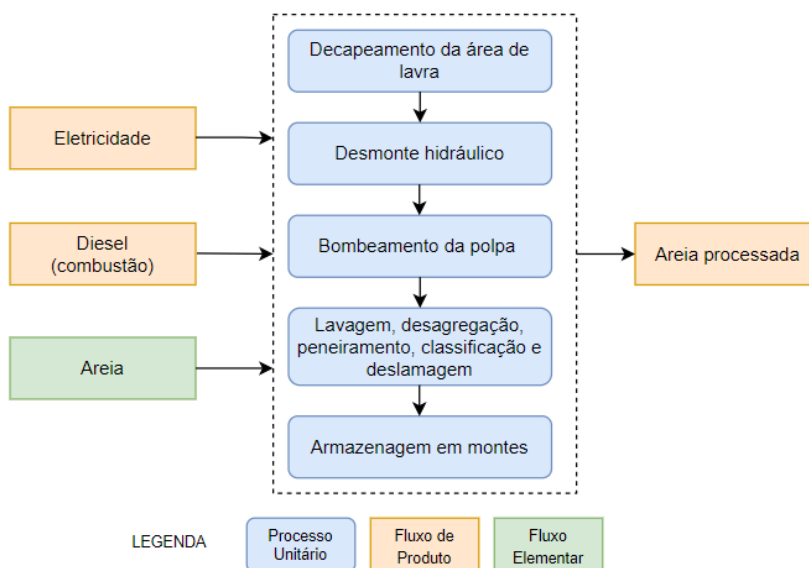 Decapeamento da área de
lavra
Eletricidade
Desmonte hidráulico
Diesel
(combustão)
Bombeamento da polpa
Areia processada
Areia
Lavagem, desagregação,
peneiramento, classificação e
deslamagem
Armazenagem em montes
LEGENDA
Processo
Unitário
Fluxo de
Produto
Fluxo
Elementar